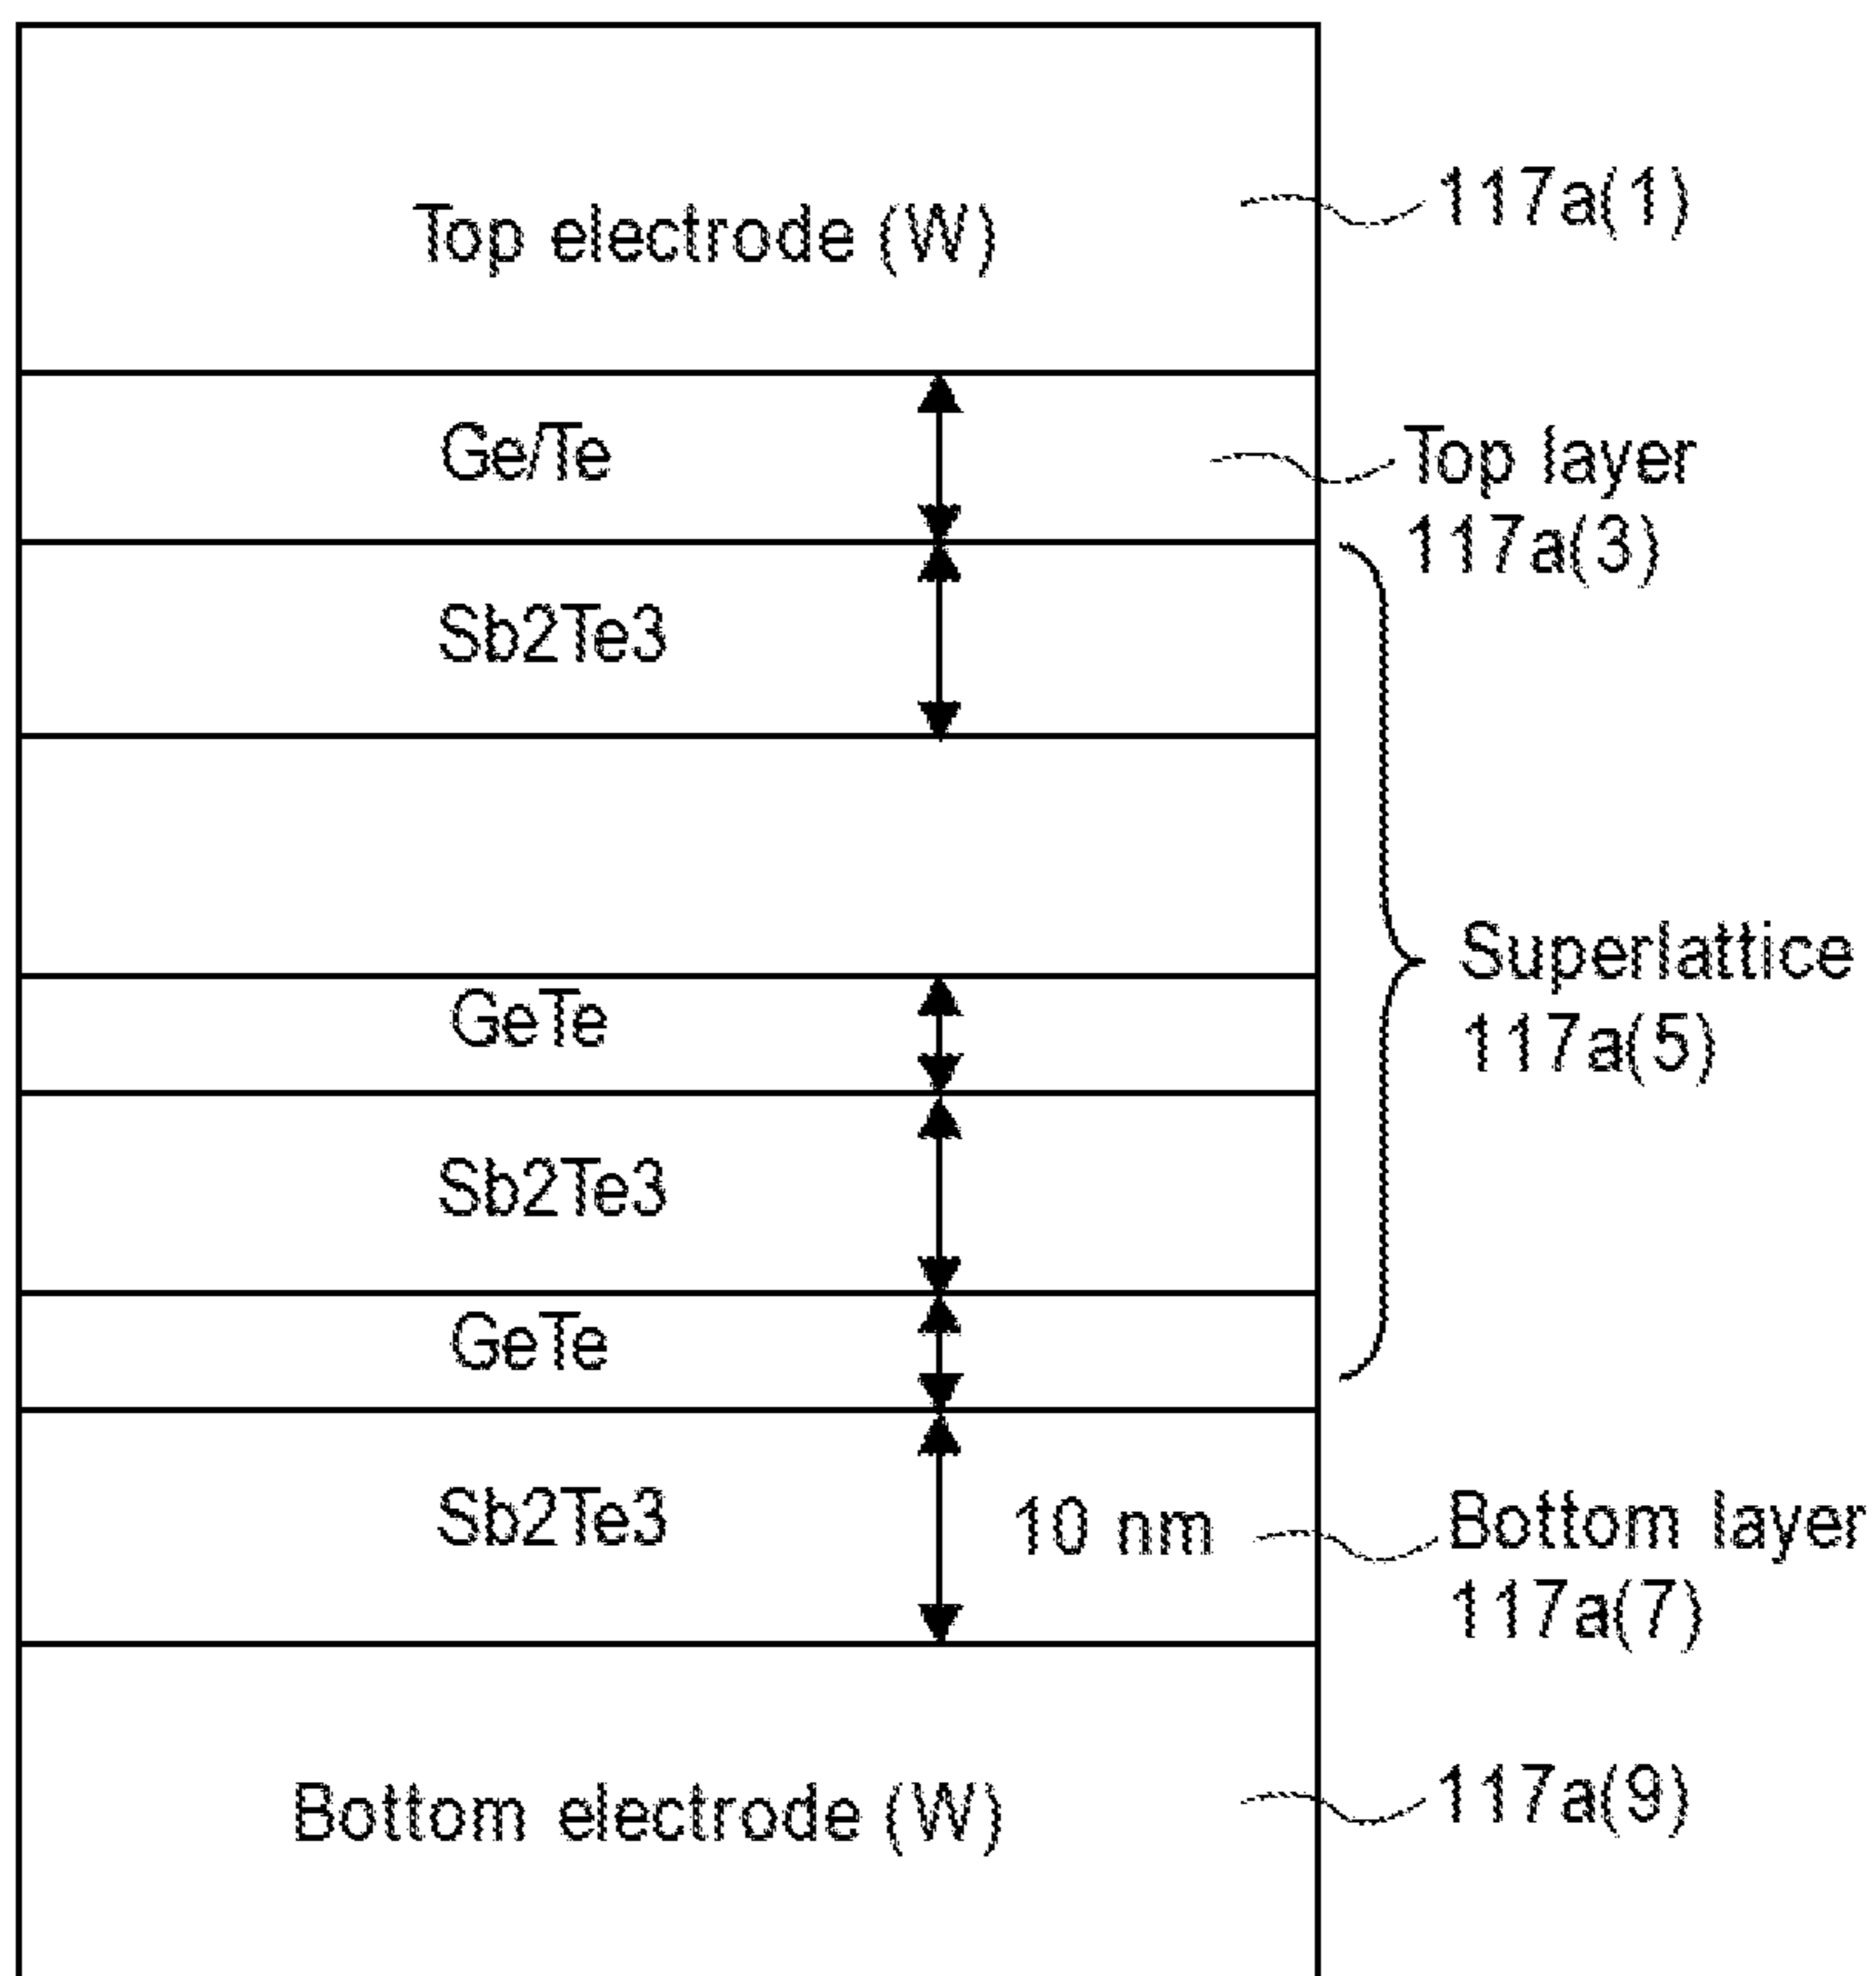 Top electrode (W)
117a(1)
Ge/Te
Top layer
117a(3)
Sb2Te3
Superlattice
117a(5)
GeTe
Sb2Te3
GeTe
Sb2Te3
10 nm
Bottom layer
117a(7)
Bottom electrode (W)
117a(9)